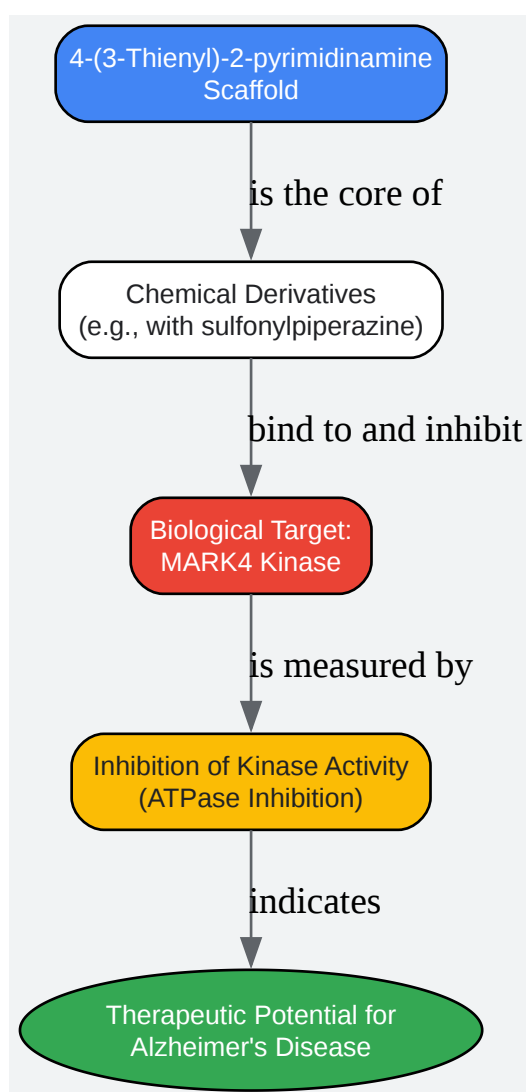 4-(3-Thienyl)-2-pyrimidinamine
Scaffold
is the core of
Chemical Derivatives
(e.g., with sulfonylpiperazine)
bind to and inhibit
Biological Target:
MARK4 Kinase
is measured by
Inhibition of Kinase Activity
(ATPase Inhibition)
indicates
Therapeutic Potential for
Alzheimer's Disease